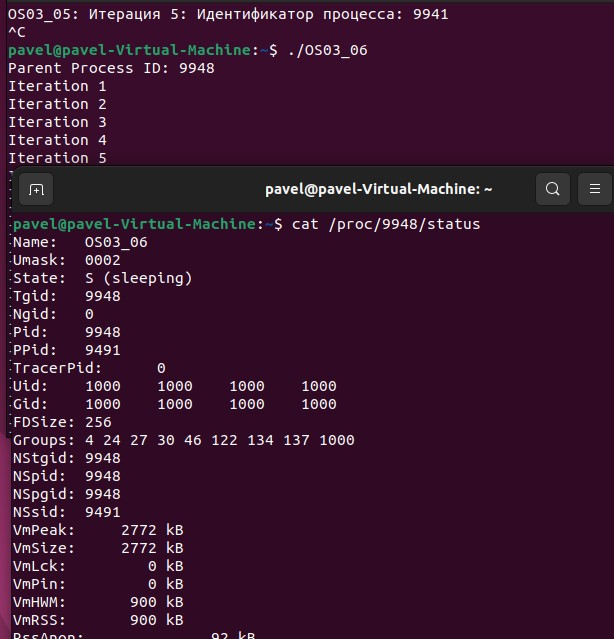 OS03_05: Итерация 5: Идентификатор процесса: 9941
^C
pavel@pavel-Virtual-Machine:~$ ./OS03_06
Parent Process ID: 9948
Iteration 1
Iteration 2
Iteration 3
Iteration 4
Iteration 5
pavel@pavel-Virtual-Machine: ~
pavel@pavel-Virtual-Machine:~$ cat /proc/9948/status
Name:   OS03_06
Umask:  0002
State:  S (sleeping)
Tgid:   9948
Ngid:   0
Pid:    9948
PPid:   9491
TracerPid:      0
Uid:    1000    1000    1000    1000
Gid:    1000    1000    1000    1000
FDSize: 256
Groups: 4 24 27 30 46 122 134 137 1000
NStgid: 9948
NSpid:  9948
NSpgid: 9948
NSsid:  9491
VmPeak:     2772 kB
VmSize:     2772 kB
VmLck:         0 kB
VmPin:         0 kB
VmHWM:       900 kB
VmRSS:       900 kB
RssAnon:              92 kB